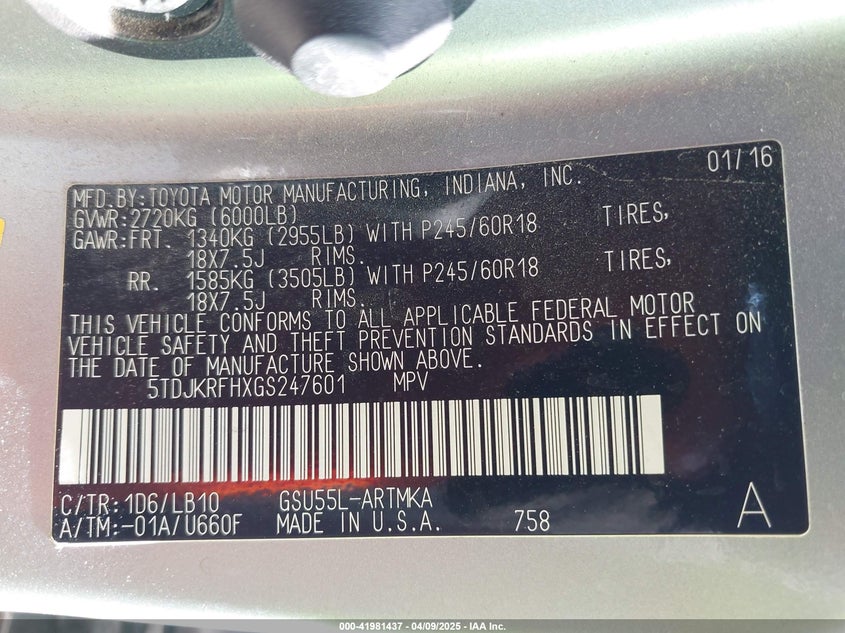 01/16
MFD.BY:TOYOTA MOTOR MANUFACTURING, INDIANA, INC.
GVWR:2720KG (6000LB)
GAWR:FRT. 1340KG (2955LB) WITH P245/60R18 TIRES,
18X7.5J RIMS.
RR. 1585KG (3505LB) WITH P245/60R18 TIRES,
18X7.5J RIMS.
THIS VEHICLE CONFORMS TO ALL APPLICABLE FEDERAL MOTOR
VEHICLE SAFETY AND THEFT PREVENTION STANDARDS IN EFFECT ON
THE DATE OF MANUFACTURE SHOWN ABOVE.
5TDJKRFHXGS247601 MPV
C/TR:1D6/LB10 GSU55L-ARTMKA
A/TM:-01A/U660F MADE IN U.S.A. 758 A
000-41981437 - 04/09/2025 - IAA Inc.